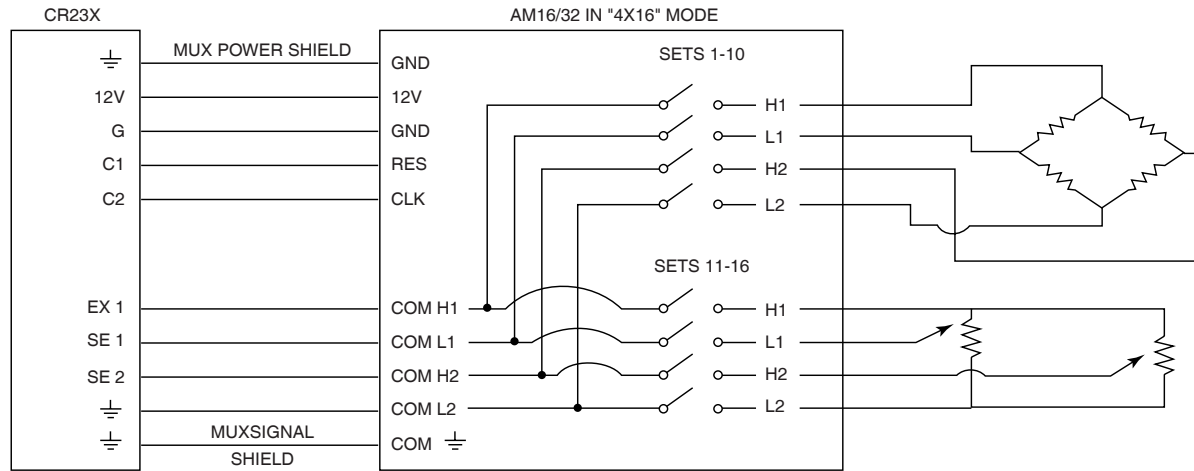 CR23X
AM16/32 IN "4X16" MODE
MUX POWER SHIELD
GND
SETS 1-10
12V
12V
H1
G
GND
L1
C1
RES
H2
C2
CLK
L2
SETS 11-16
EX 1
COM H1
H1
SE 1
COM L1
L1
SE 2
COM H2
H2
COM L2
L2
MUXSIGNAL
SHIELD
COM